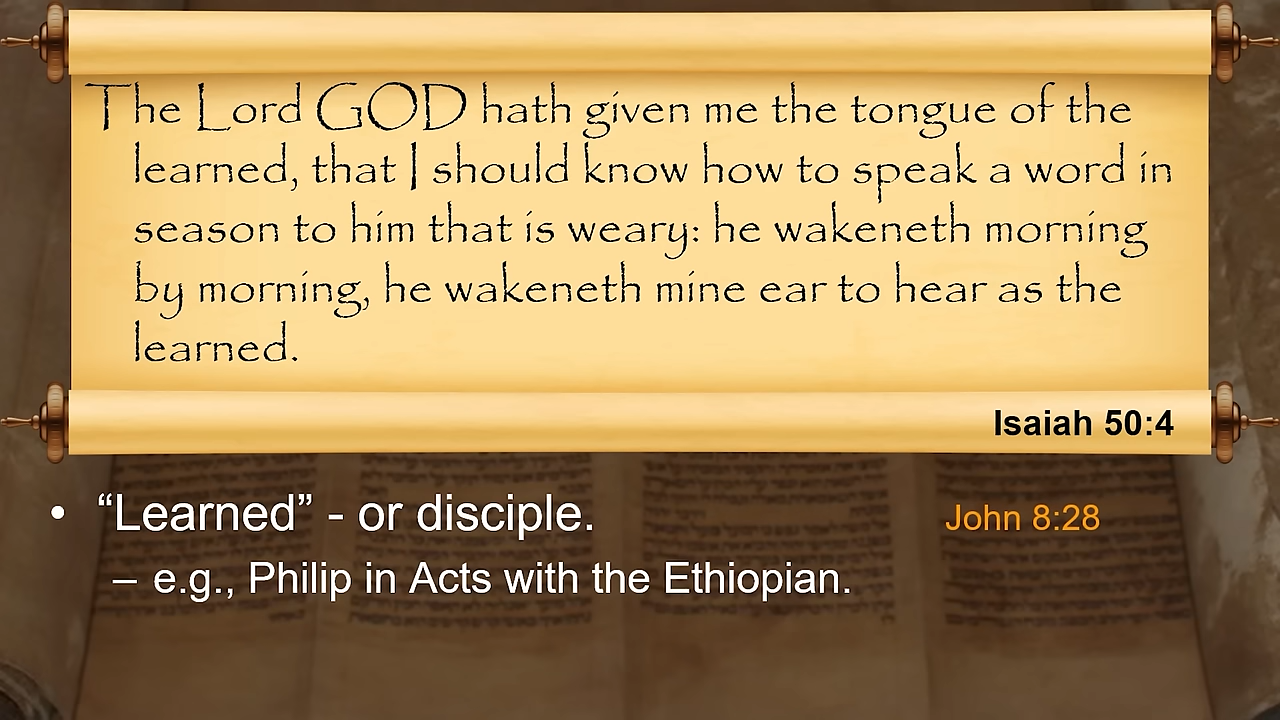 The Lord GOD hath given me the tongue of the
learned, that I should know how to speak a word in
season to him that is weary: he wakeneth morning
by morning, he wakeneth mine ear to hear as the
learned.
Isaiah 50:4
• “Learned” - or disciple. John 8:28
– e.g., Philip in Acts with the Ethiopian.